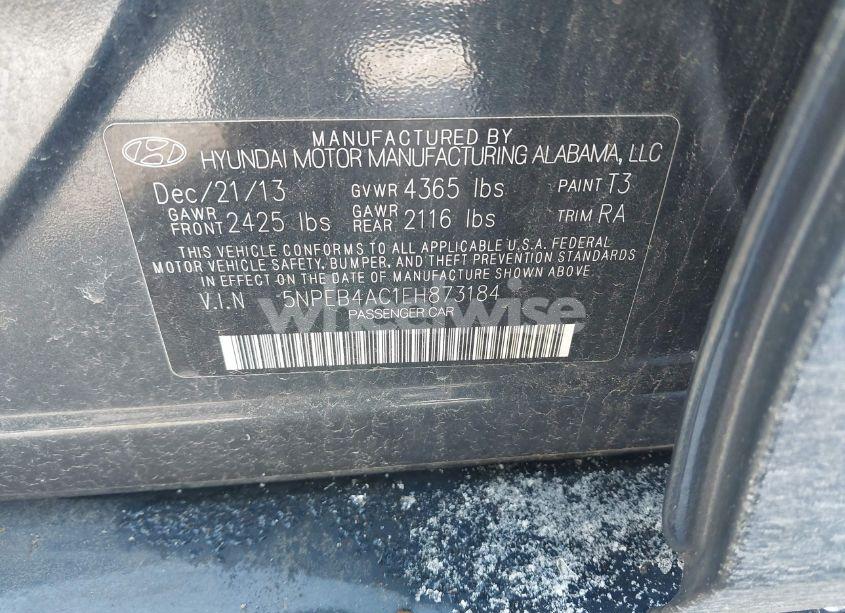 MANUFACTURED BY
HYUNDAI MOTOR MANUFACTURING ALABAMA, LLC
Dec/21/13 GVWR 4365 lbs PAINT T3
GAWR FRONT 2425 lbs GAWR REAR 2116 lbs TRIM RA
THIS VEHICLE CONFORMS TO ALL APPLICABLE U.S.A. FEDERAL
MOTOR VEHICLE SAFETY, BUMPER, AND THEFT PREVENTION STANDARDS
IN EFFECT ON THE DATE OF MANUFACTURE SHOWN ABOVE.
V.I.N 5NPEB4AC1EH873184
PASSENGER CAR
wheelwise